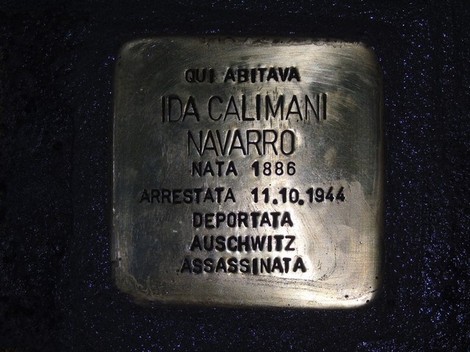 QUI ABITAVA
IDA CALIMANI
NAVARRO
NATA 1886
ARRESTATA 11.10.1944
DEPORTATA
AUSCHWITZ
ASSASSINATA